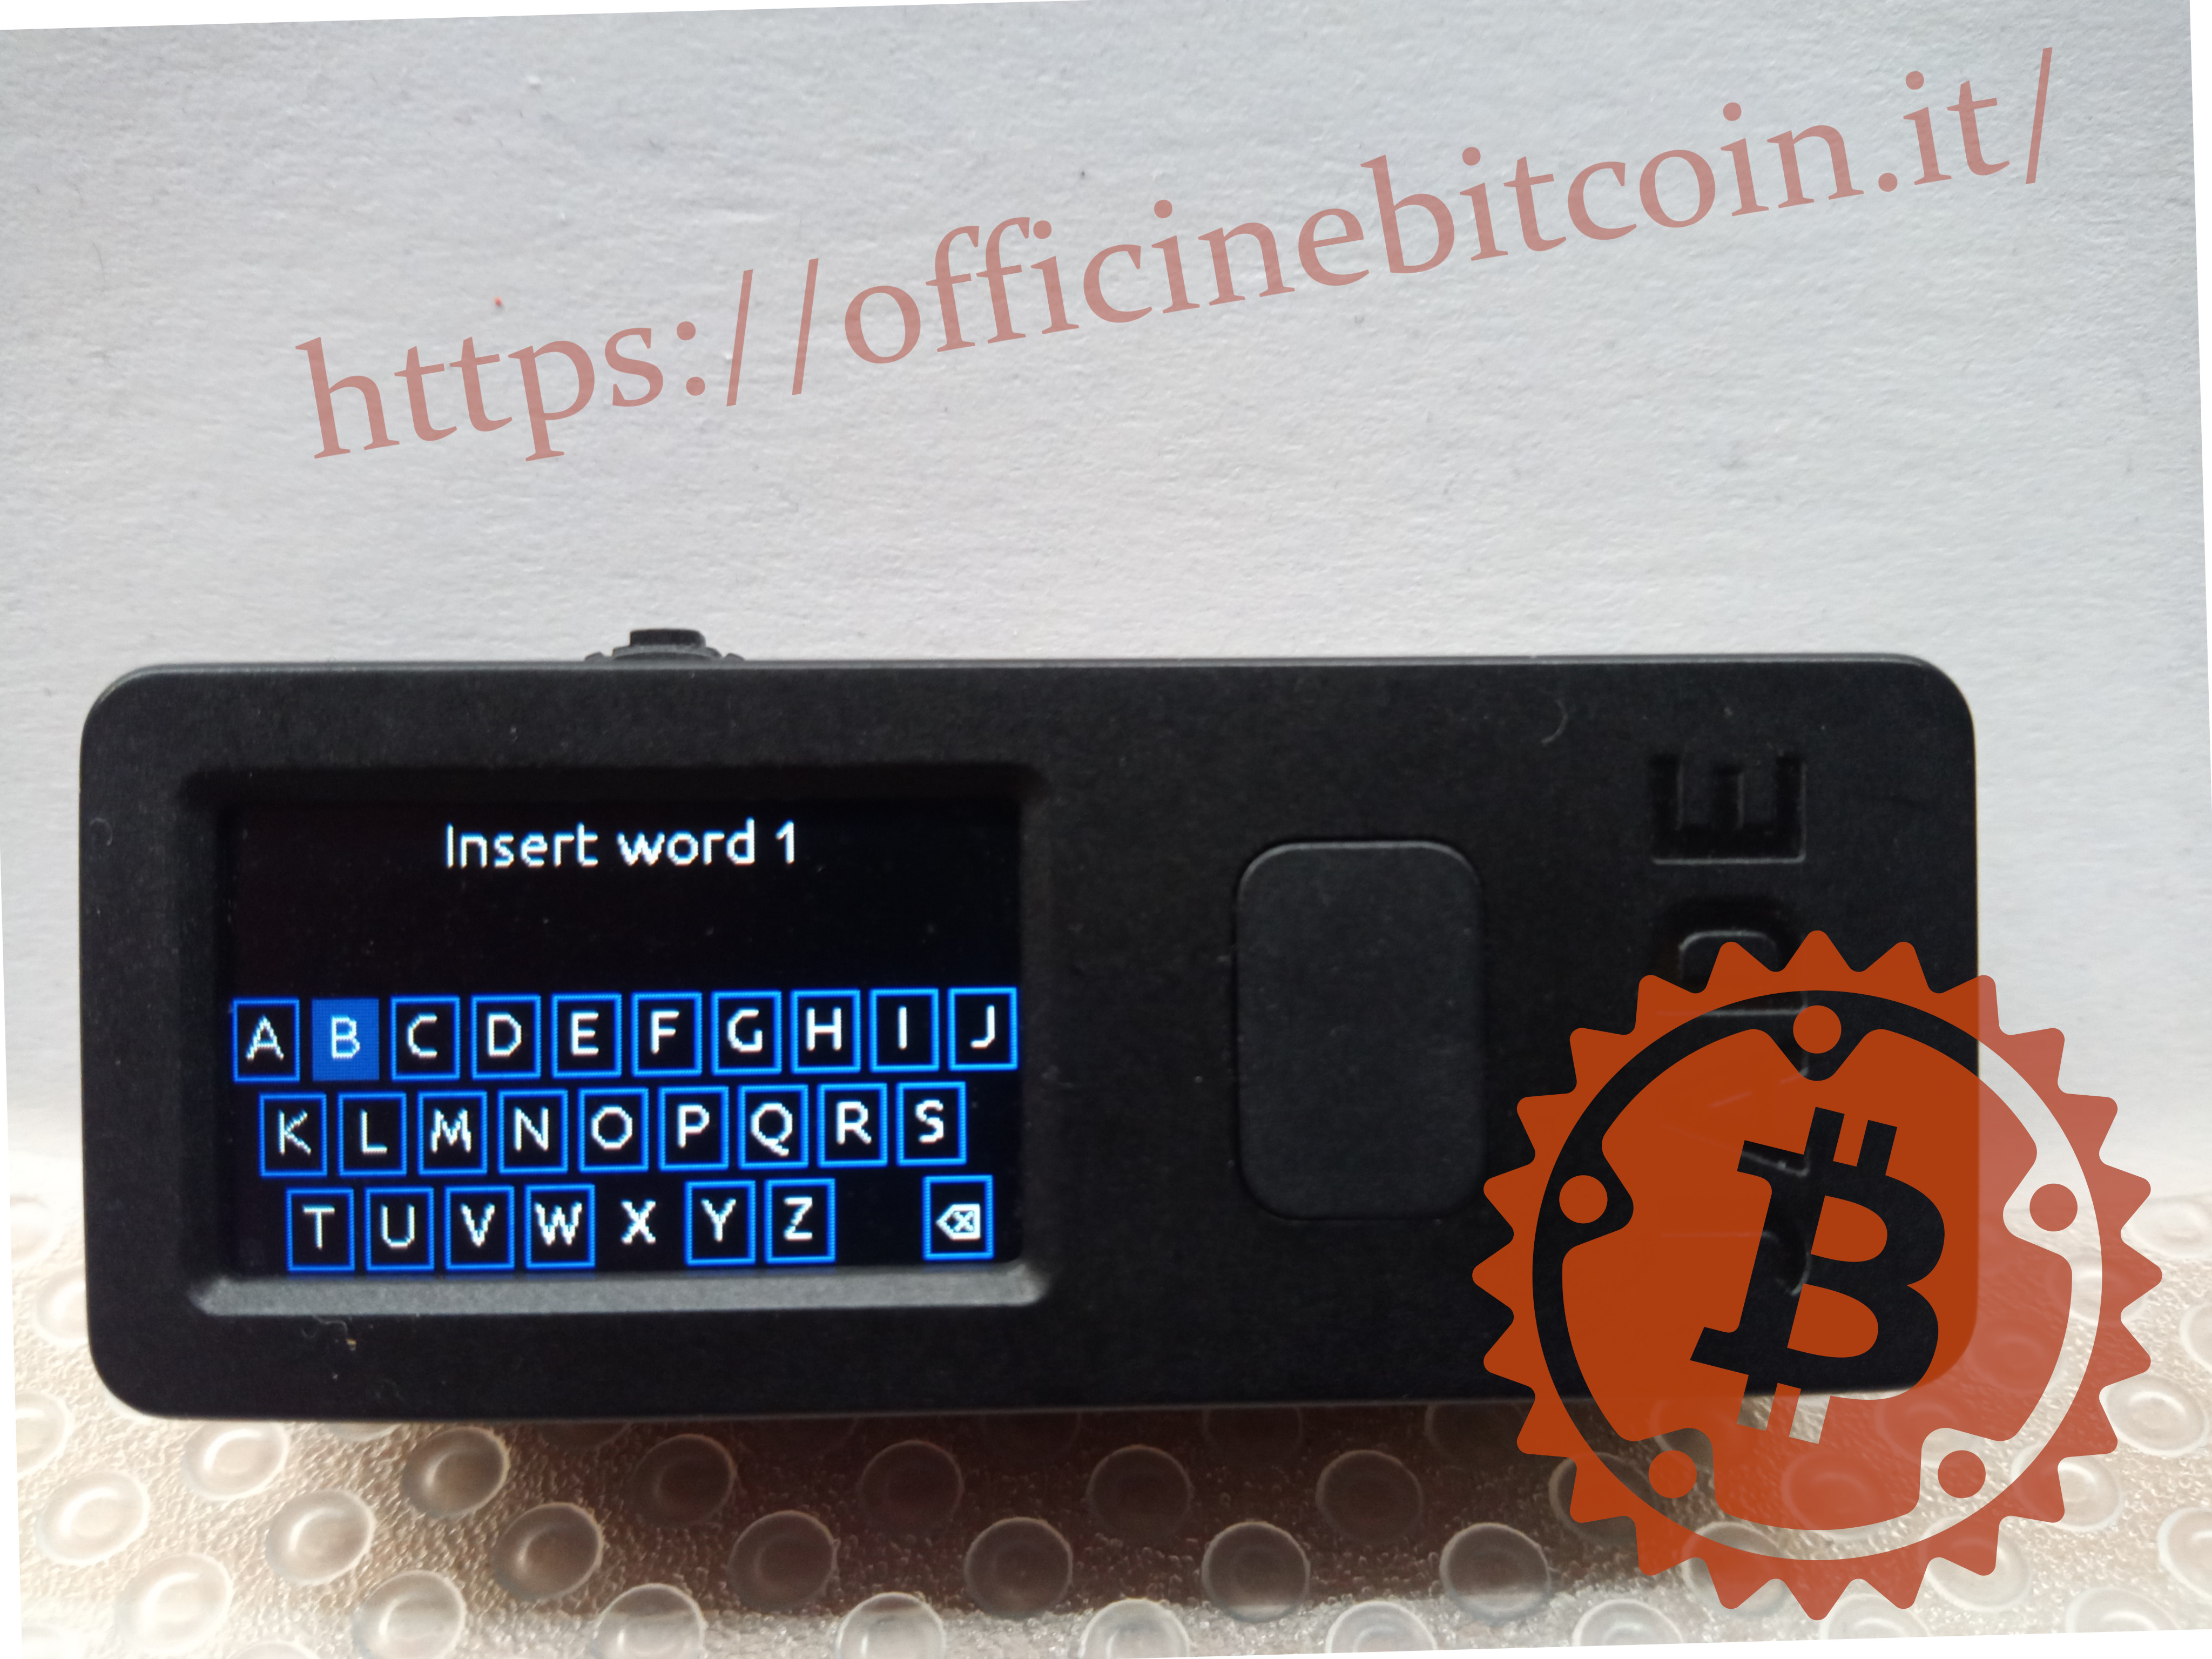 https://officinebitcoin.it/
Insert word 1
A B C D E F G H I J
K L M N O P Q R S
T U V W X Y Z